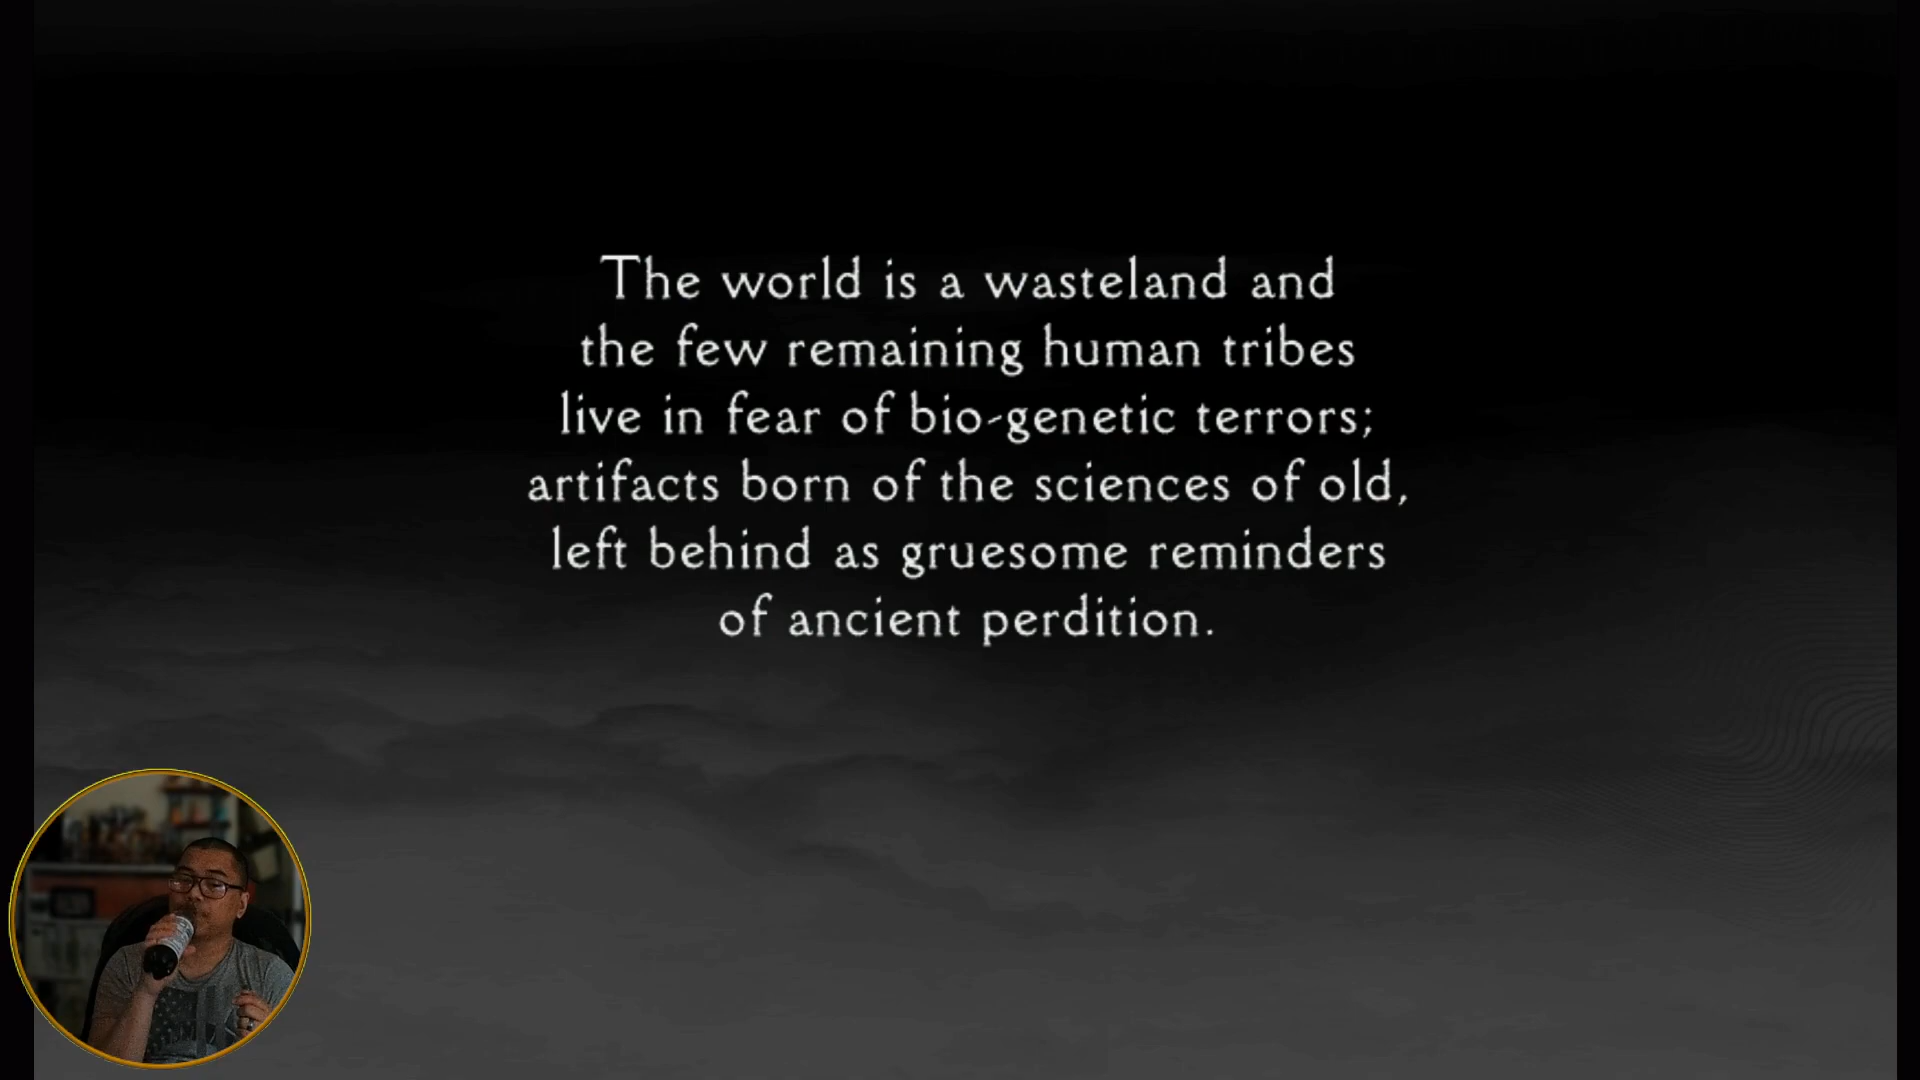 The world is a wasteland and
the few remaining human tribes
live in fear of bio-genetic terrors;
artifacts born of the sciences of old,
left behind as gruesome reminders
of ancient perdition.